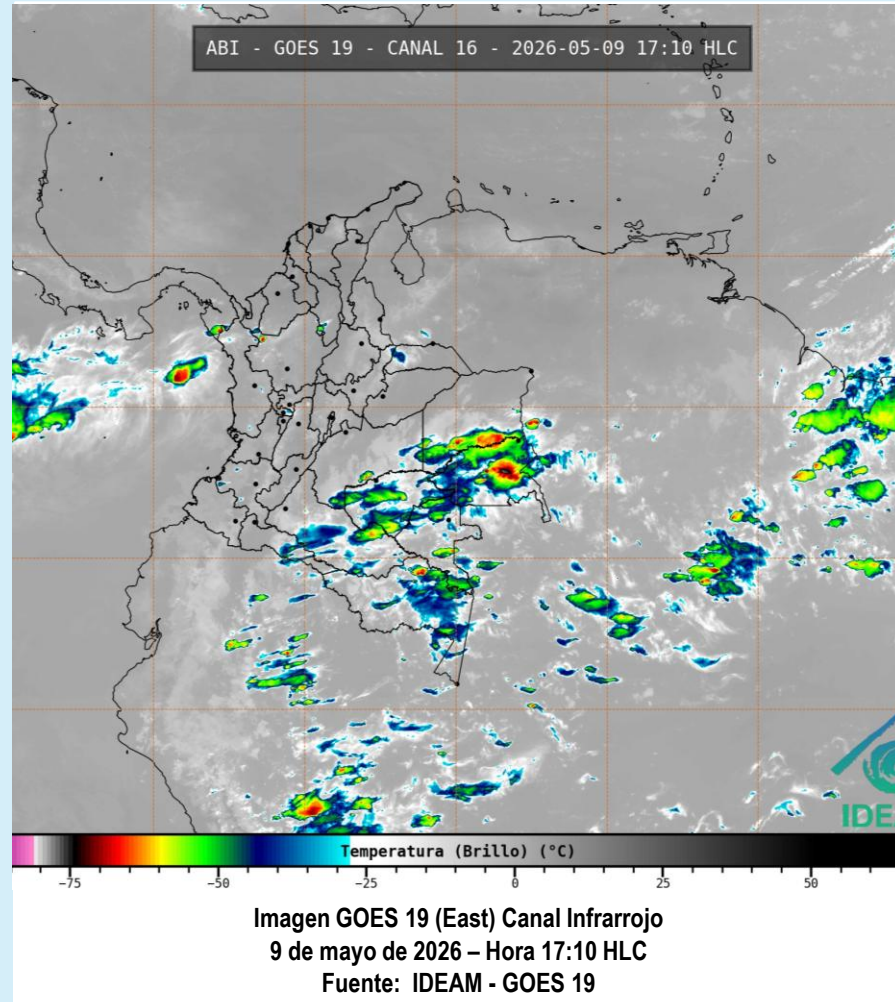 ABI - GOES 19 - CANAL 16 - 2026-05-09 17:10 HLC
IDE
Temperatura (Brillo) (°C)
−75 −50 −25 0 25 50
Imagen GOES 19 (East) Canal Infrarrojo
9 de mayo de 2026 – Hora 17:10 HLC
Fuente: IDEAM - GOES 19